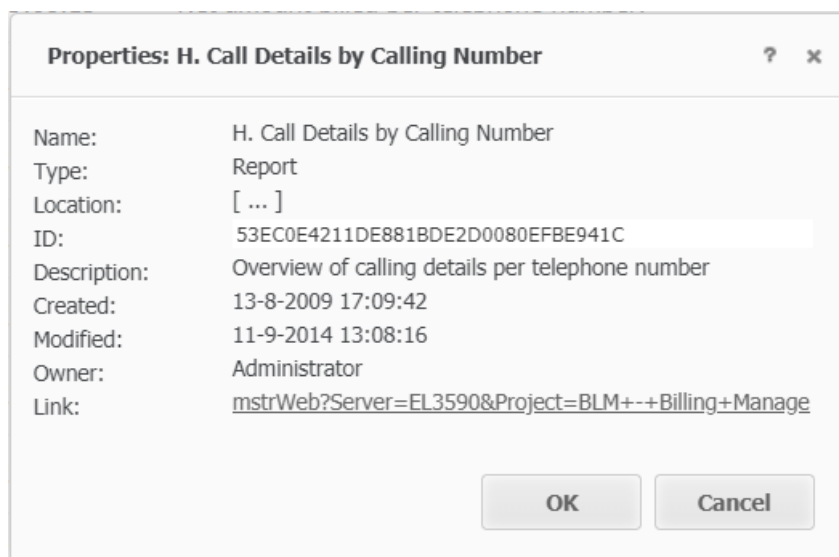 Properties: H. Call Details by Calling Number ? ×
Name: H. Call Details by Calling Number
Type: Report
Location: [ ... ]
ID: 53EC0E4211DE881BDE2D0080EFBE941C
Description: Overview of calling details per telephone number
Created: 13-8-2009 17:09:42
Modified: 11-9-2014 13:08:16
Owner: Administrator
Link: mstrWeb?Server=EL3590&Project=BLM+-+Billing+Manage
OK Cancel